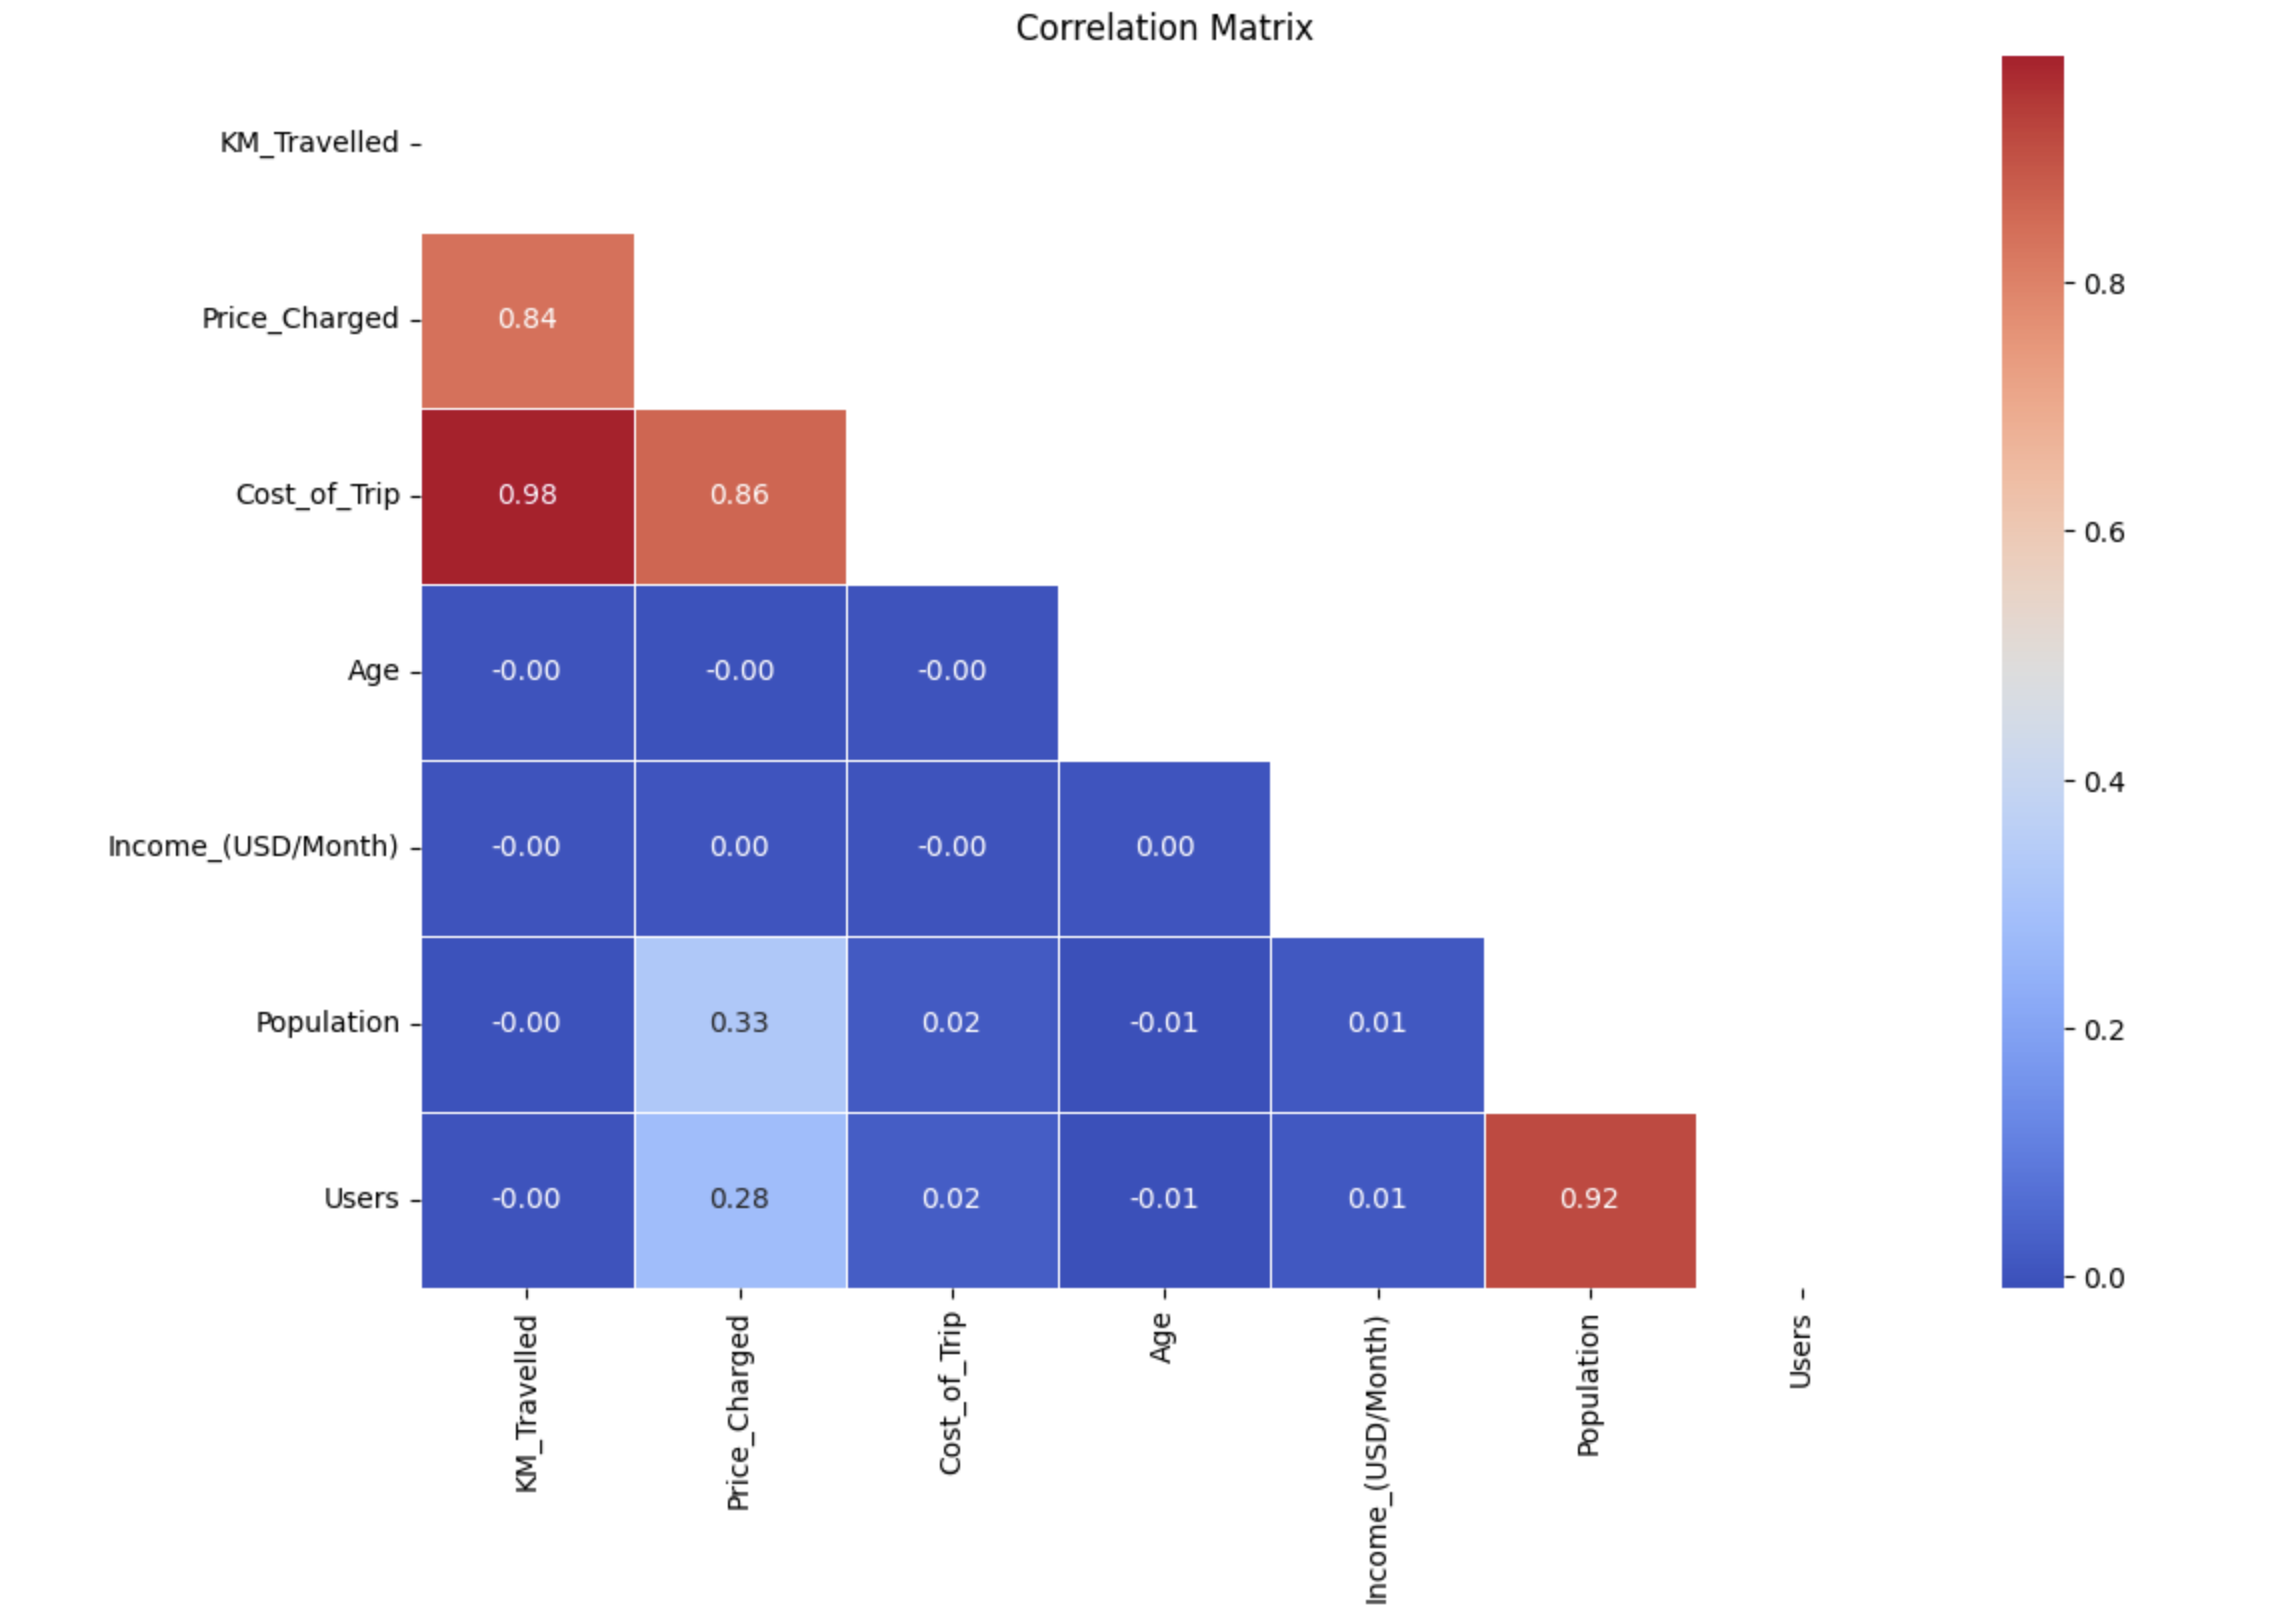 Correlation Matrix
KM_Travelled
Price_Charged
0.84
0.8
Cost_of_Trip
0.98 0.86
0.6
Age
-0.00 -0.00 -0.00
0.4
Income_(USD/Month)
-0.00 0.00 -0.00 0.00
Population
-0.00 0.33 0.02 -0.01 0.01
0.2
Users
-0.00 0.28 0.02 -0.01 0.01 0.92
0.0
KM_Travelled
Price_Charged
Cost_of_Trip
Age
Income_(USD/Month)
Population
Users